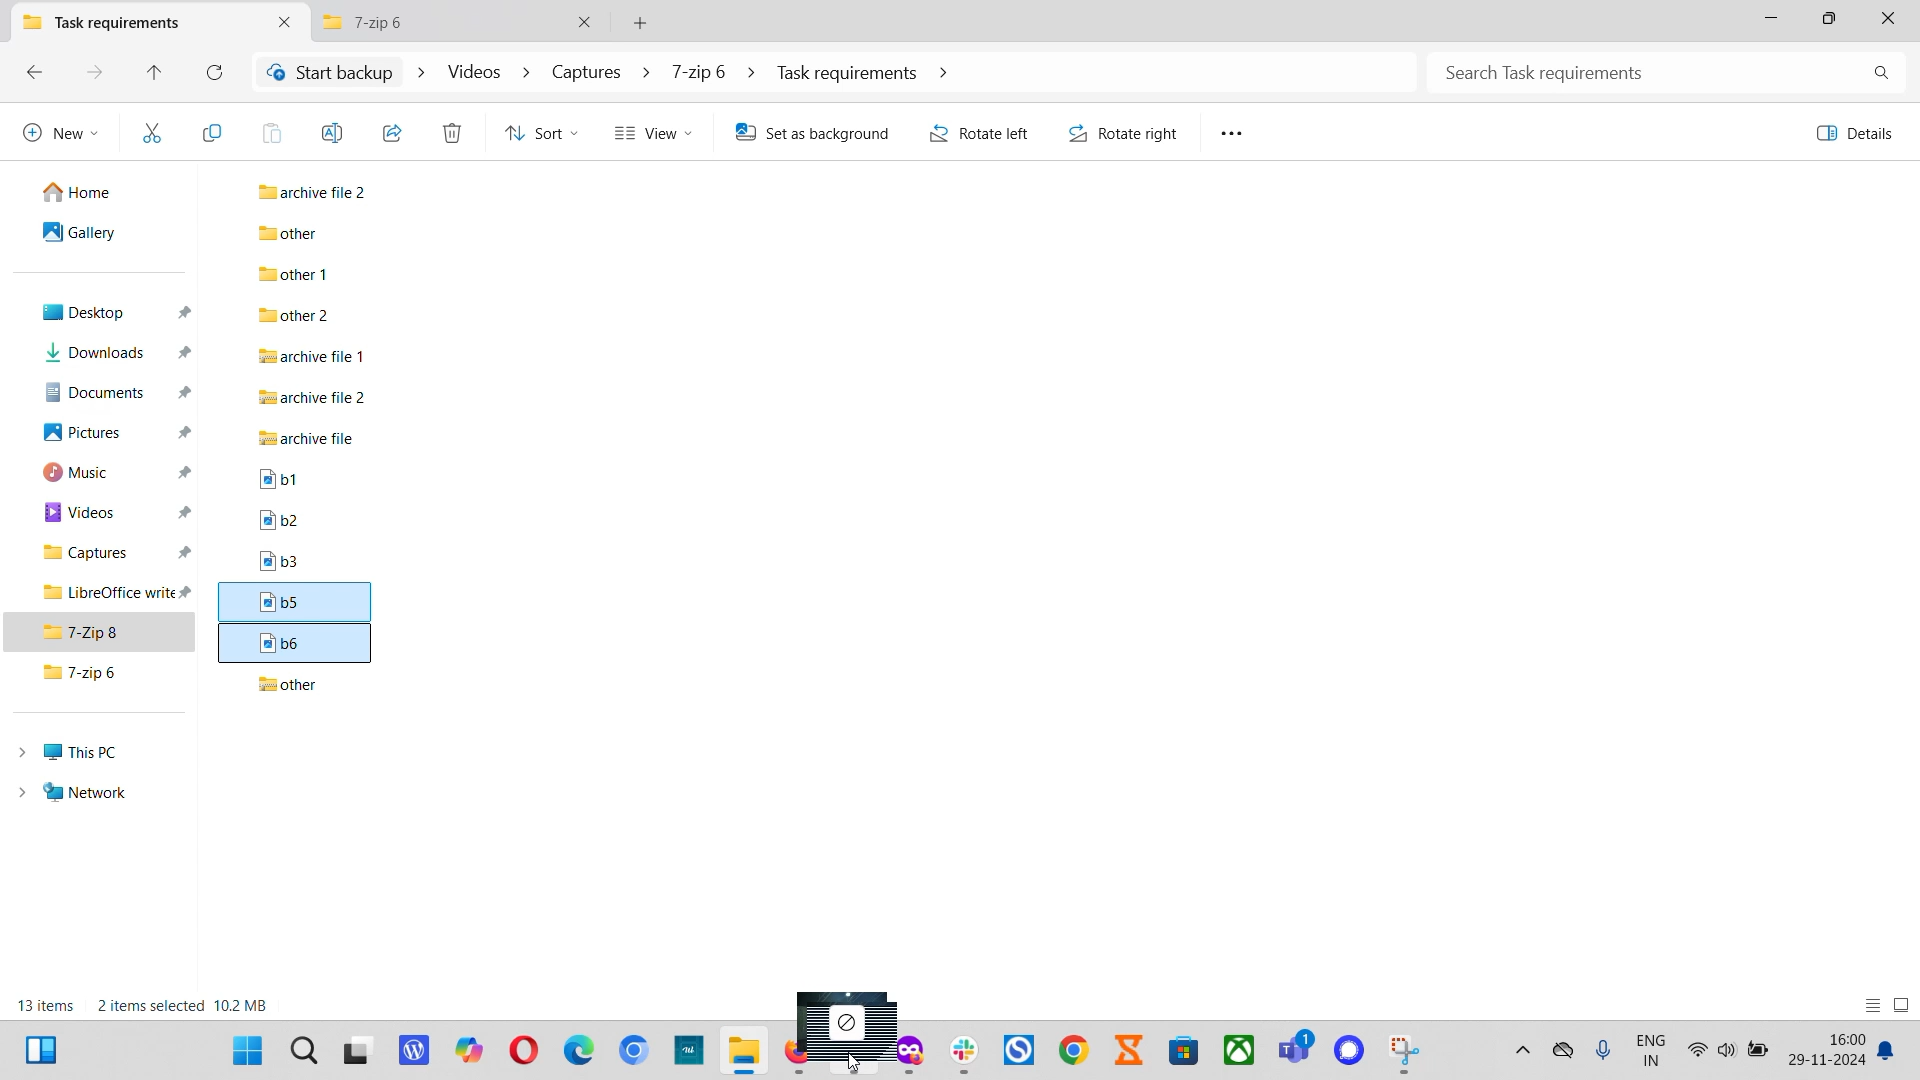 Task requirements
7-zip 6
Start backup > Videos > Captures > 7-zip 6 > Task requirements >
Search Task requirements
New
Sort
View
Set as background
Rotate left
Rotate right
Details
Home
Gallery
Desktop
Downloads
Documents
Pictures
Music
Videos
Captures
LibreOffice write
7-Zip 8
7-zip 6
This PC
Network
archive file 2
other
other 1
other 2
archive file 1
archive file 2
archive file
b1
b2
b3
b5
b6
other
13 items
2 items selected 10.2 MB
1
ENG
IN
16:00
29-11-2024